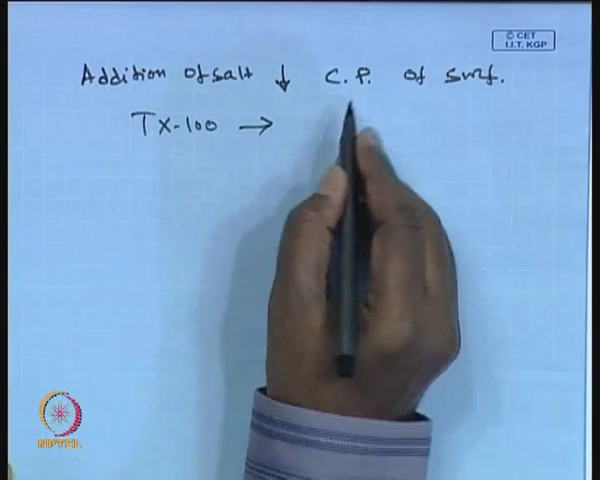 © CET
I.I.T. KGP
Addition of salt ↓ C.P. of surf.
TX-100 →
NPTEL